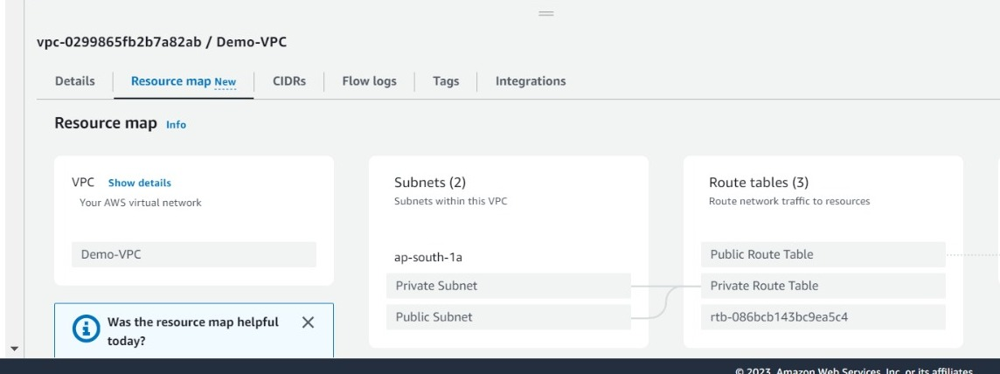 vpc-0299865fb2b7a82ab / Demo-VPC
Details
Resource map New
CIDRs
Flow logs
Tags
Integrations
Resource map Info
VPC Show details
Your AWS virtual network
Demo-VPC
Was the resource map helpful
today?
Subnets (2)
Subnets within this VPC
ap-south-1a
Private Subnet
Public Subnet
Route tables (3)
Route network traffic to resources
Public Route Table
Private Route Table
rtb-086bcb143bc9ea5c4
© 2023, Amazon Web Services, Inc. or its affiliates.